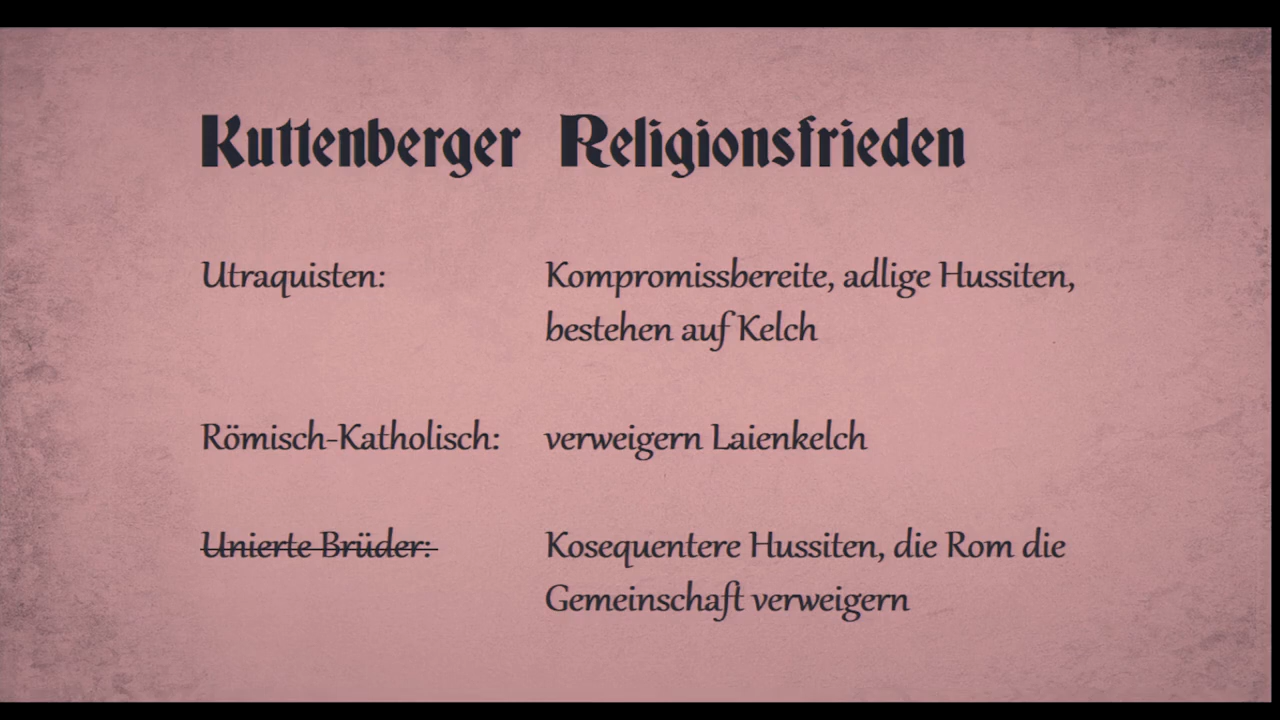 Kuttenberger Religionsfrieden
Utraquisten: Kompromissbereite, adlige Hussiten,
bestehen auf Kelch
Römisch-Katholisch: verweigern Laienkelch
Unierte Brüder: Kosequentere Hussiten, die Rom die
Gemeinschaft verweigern